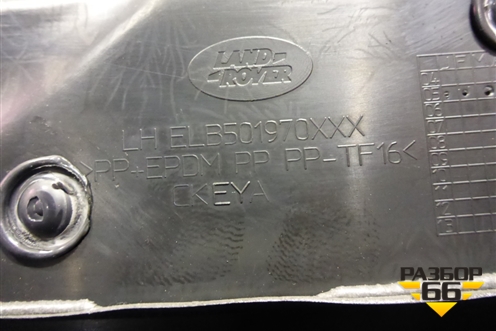 LAND-
-ROVER
LH ELB501970XXX
>PP+EPDM PP PP-TF16<
CKEYA
РАЗБОР
66